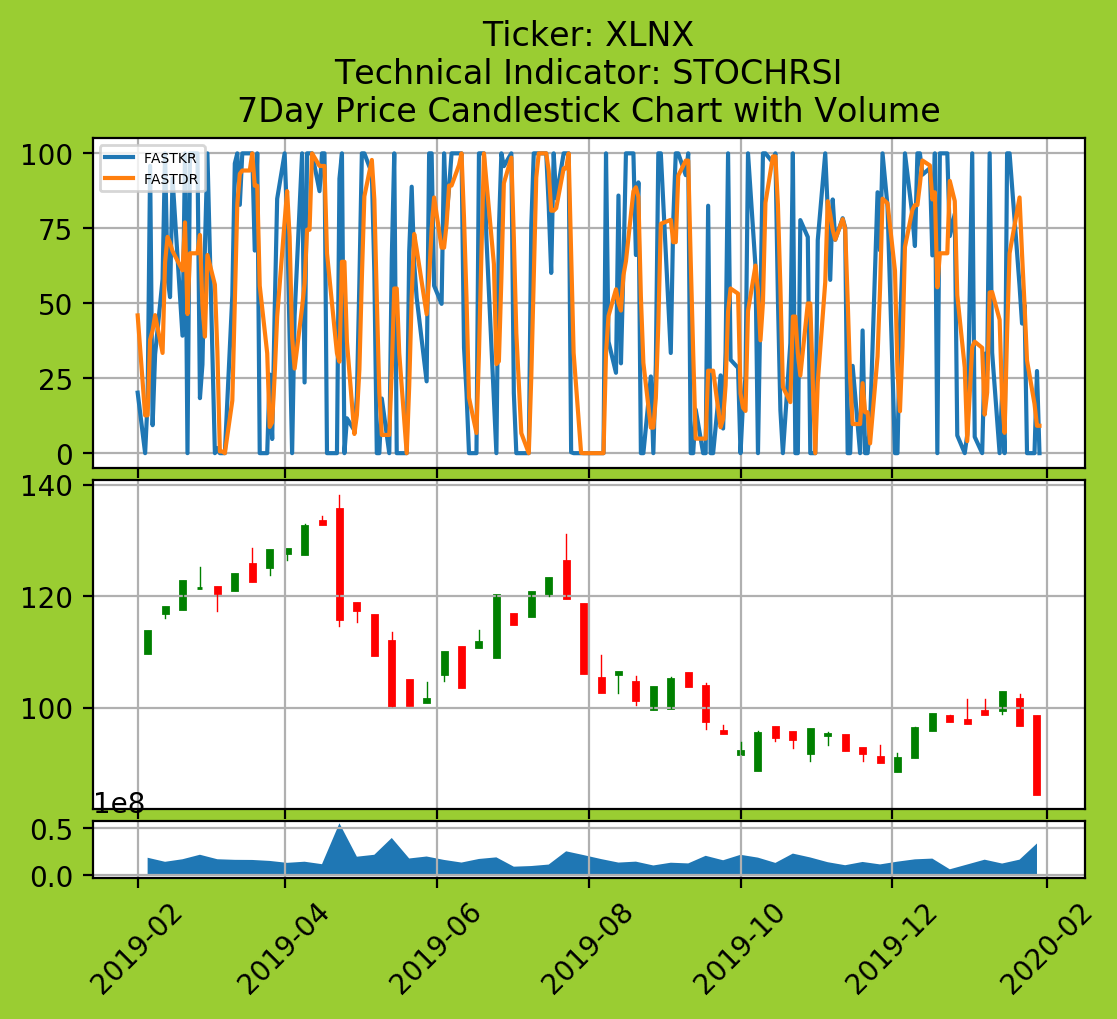 Ticker: XLNX
Technical Indicator: STOCHRSI
7Day Price Candlestick Chart with Volume
100
75
50
25
0
FASTKR
FASTDR
140
120
100
1e8
0.5
0.0
2019-02
2019-04
2019-06
2019-08
2019-10
2019-12
2020-02